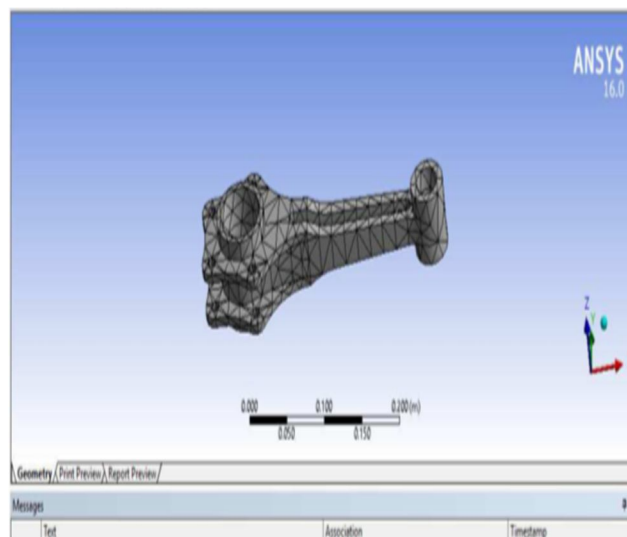 ANSYS
16.0
Z
Y
0.000 0.100 0.200 (m)
0.050 0.150
Geometry Print Preview Report Preview
Messages
Text Association Timestamp